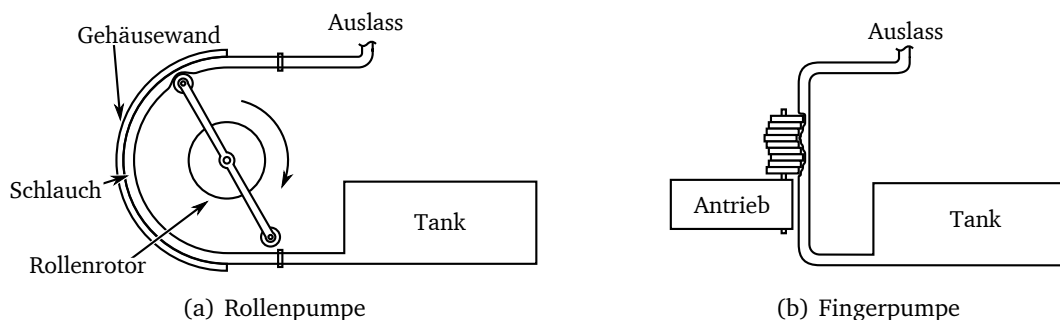 Auslass
Gehäusewand
Schlauch
Rollenrotor
Tank
(a) Rollenpumpe
Auslass
Antrieb
Tank
(b) Fingerpumpe